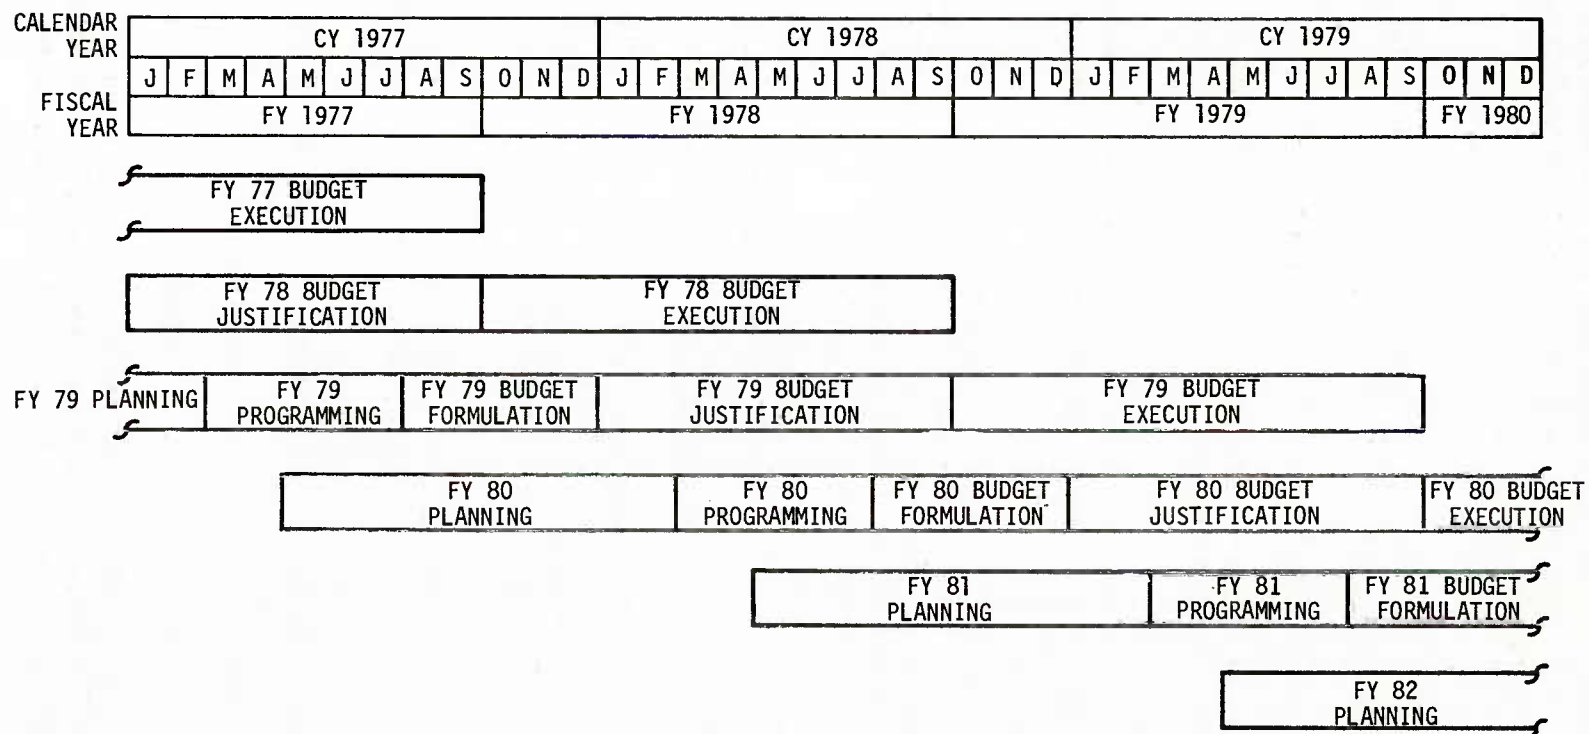 CALENDAR YEAR
CY 1977 CY 1978 CY 1979
J F M A M J J A S O N D J F M A M J J A S O N D J F M A M J J A S O N D
FISCAL YEAR
FY 1977 FY 1978 FY 1979 FY 1980
FY 77 BUDGET
EXECUTION
FY 78 8UDGET
JUSTIFICATION
FY 78 8UDGET
EXECUTION
FY 79 PLANNING
FY 79
PROGRAMMING
FY 79 BUDGET
FORMULATION
FY 79 8UDGET
JUSTIFICATION
FY 79 BUDGET
EXECUTION
FY 80
PLANNING
FY 80
PROGRAMMING
FY 80 BUDGET
FORMULATION
FY 80 8UDGET
JUSTIFICATION
FY 80 BUDGET
EXECUTION
FY 81
PLANNING
FY 81
PROGRAMMING
FY 81 BUDGET
FORMULATION
FY 82
PLANNING